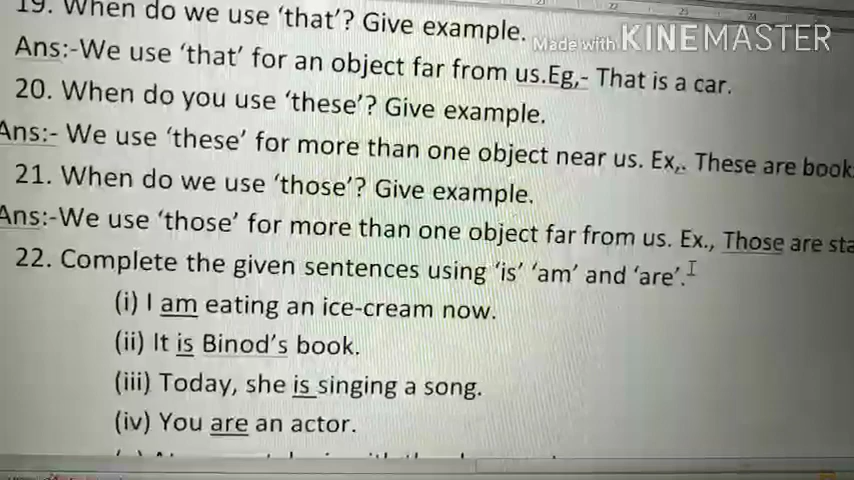 19. When do we use ‘that’? Give example.
Made with KINEMASTER
Ans:-We use ‘that’ for an object far from us.Eg,- That is a car.
20. When do you use ‘these’? Give example.
Ans:- We use ‘these’ for more than one object near us. Ex,. These are book
21. When do we use ‘those’? Give example.
Ans:-We use ‘those’ for more than one object far from us. Ex., Those are sta
22. Complete the given sentences using ‘is’ ‘am’ and ‘are’.
(i) I am eating an ice-cream now.
(ii) It is Binod’s book.
(iii) Today, she is singing a song.
(iv) You are an actor.